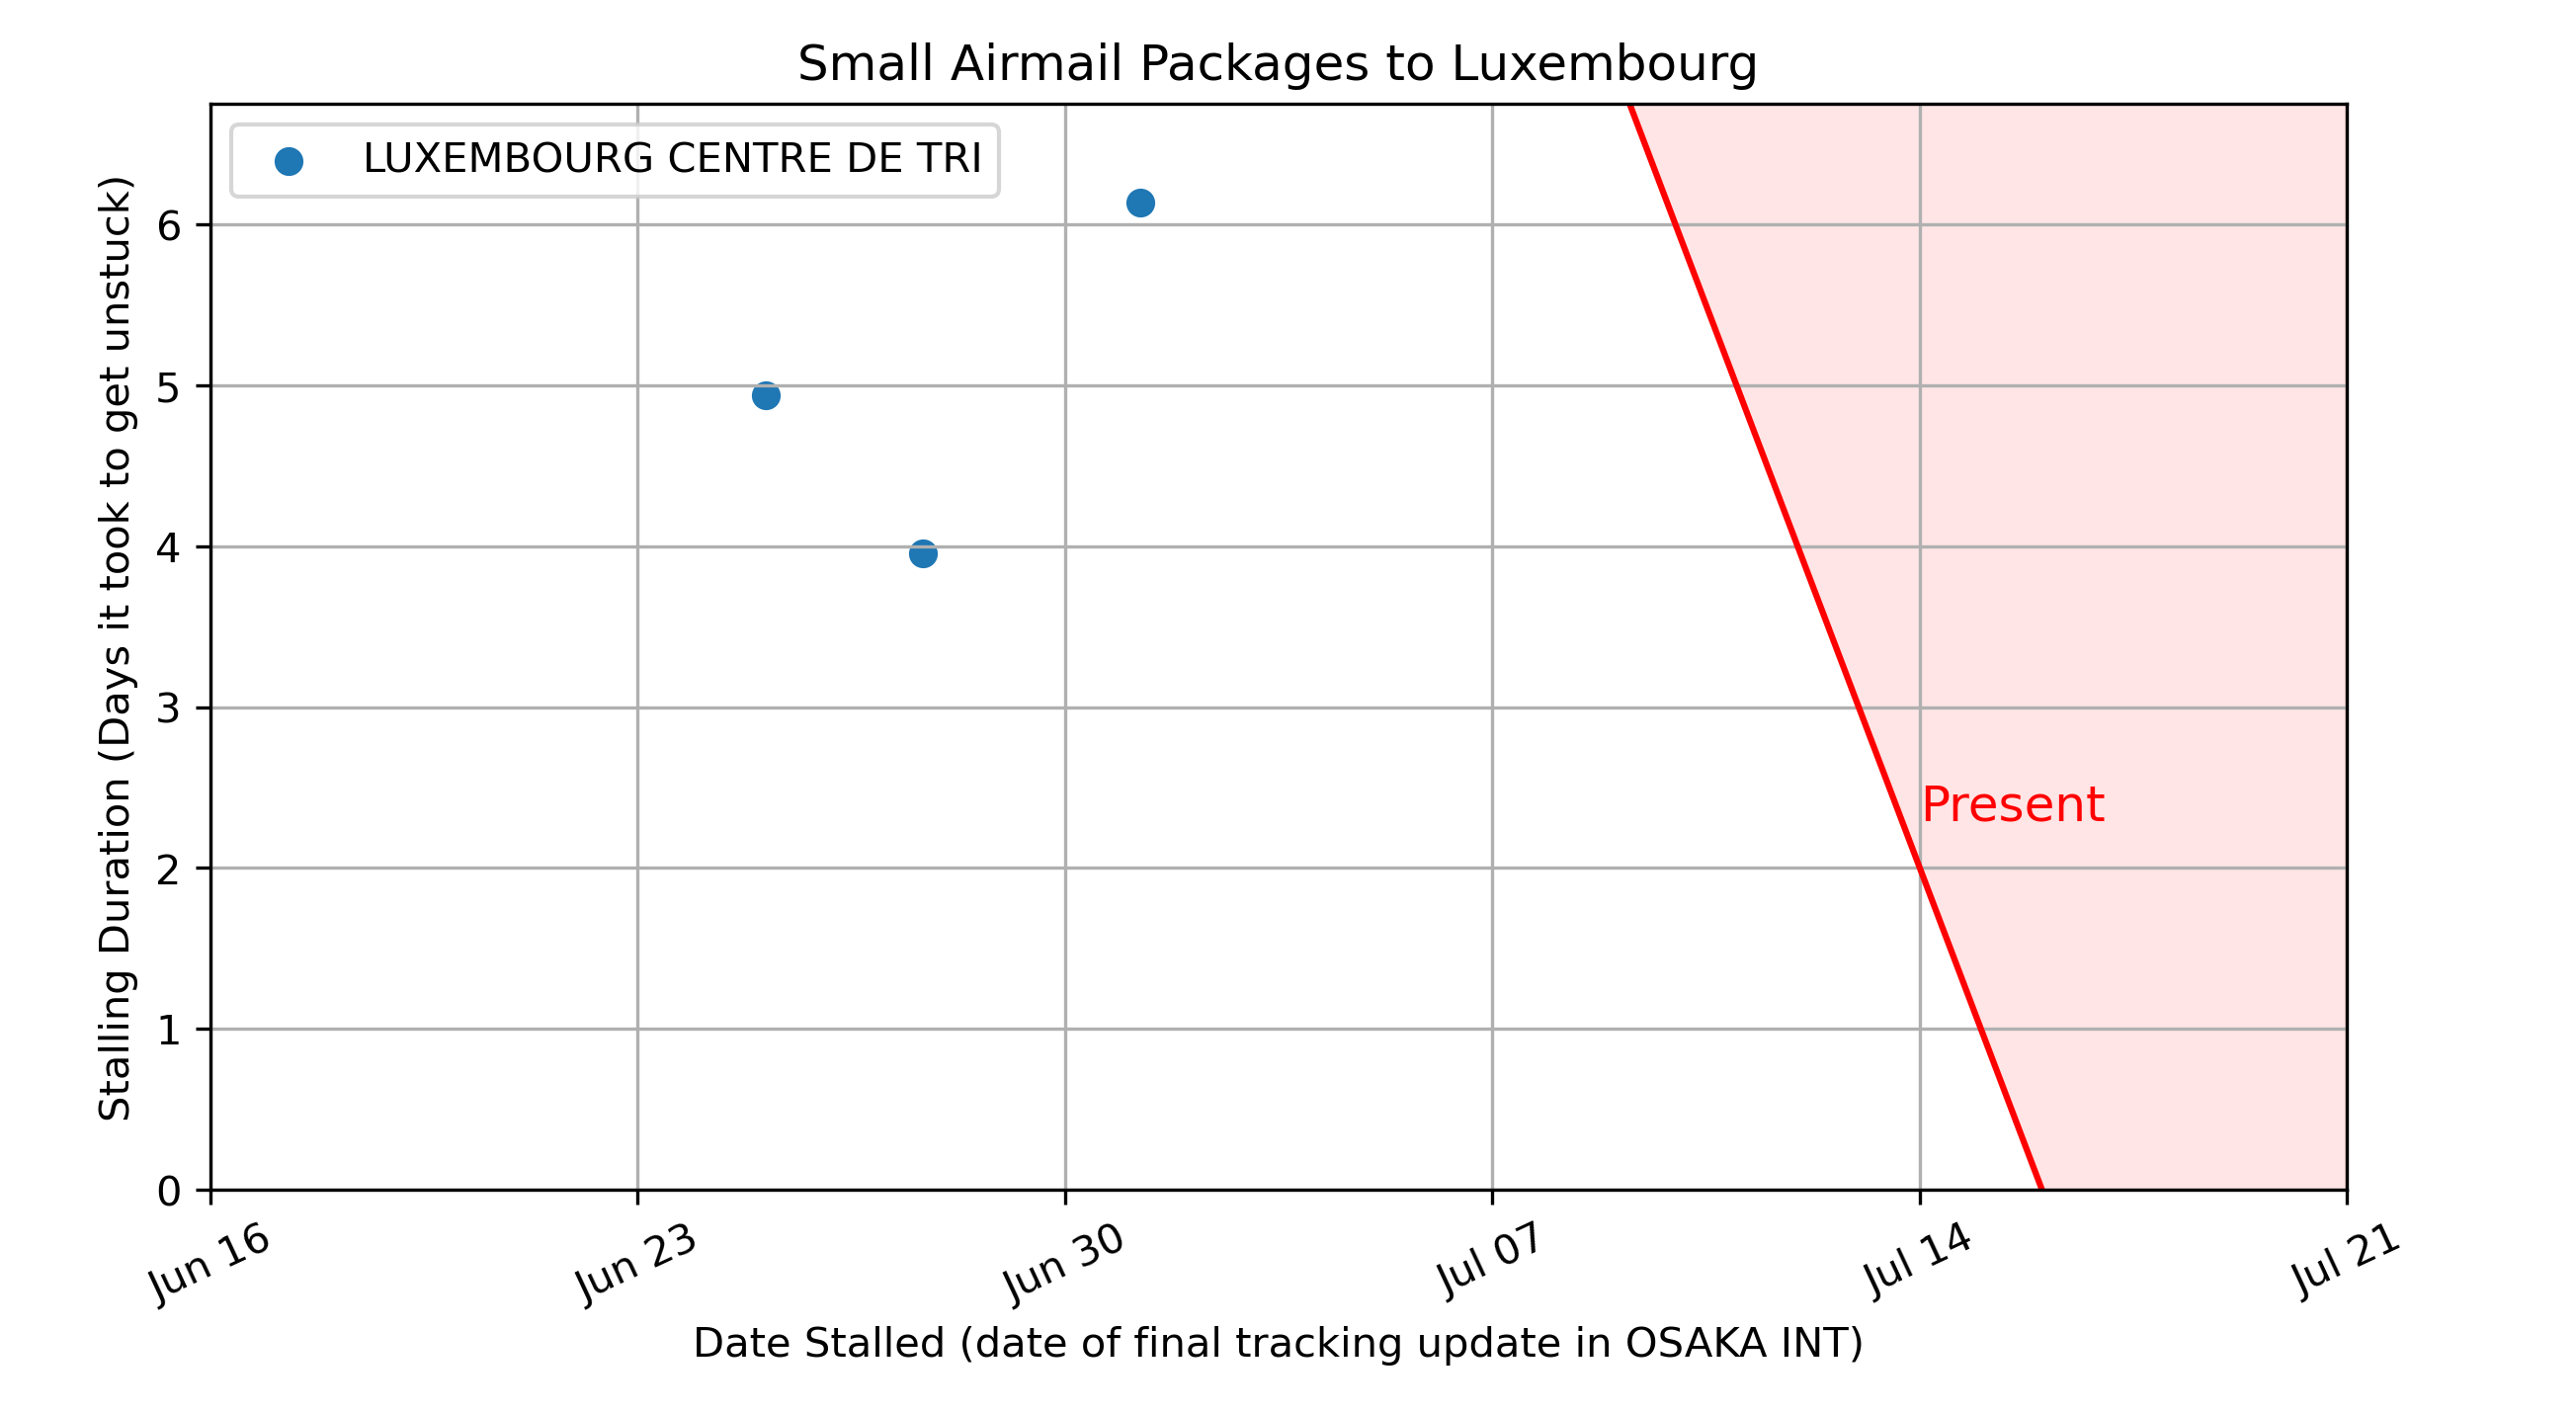 Small Airmail Packages to Luxembourg
LUXEMBOURG CENTRE DE TRI
Stalling Duration (Days it took to get unstuck)
6
5
4
3
2
1
0
Present
Jun 16
Jun 23
Jun 30
Jul 07
Jul 14
Jul 21
Date Stalled (date of final tracking update in OSAKA INT)